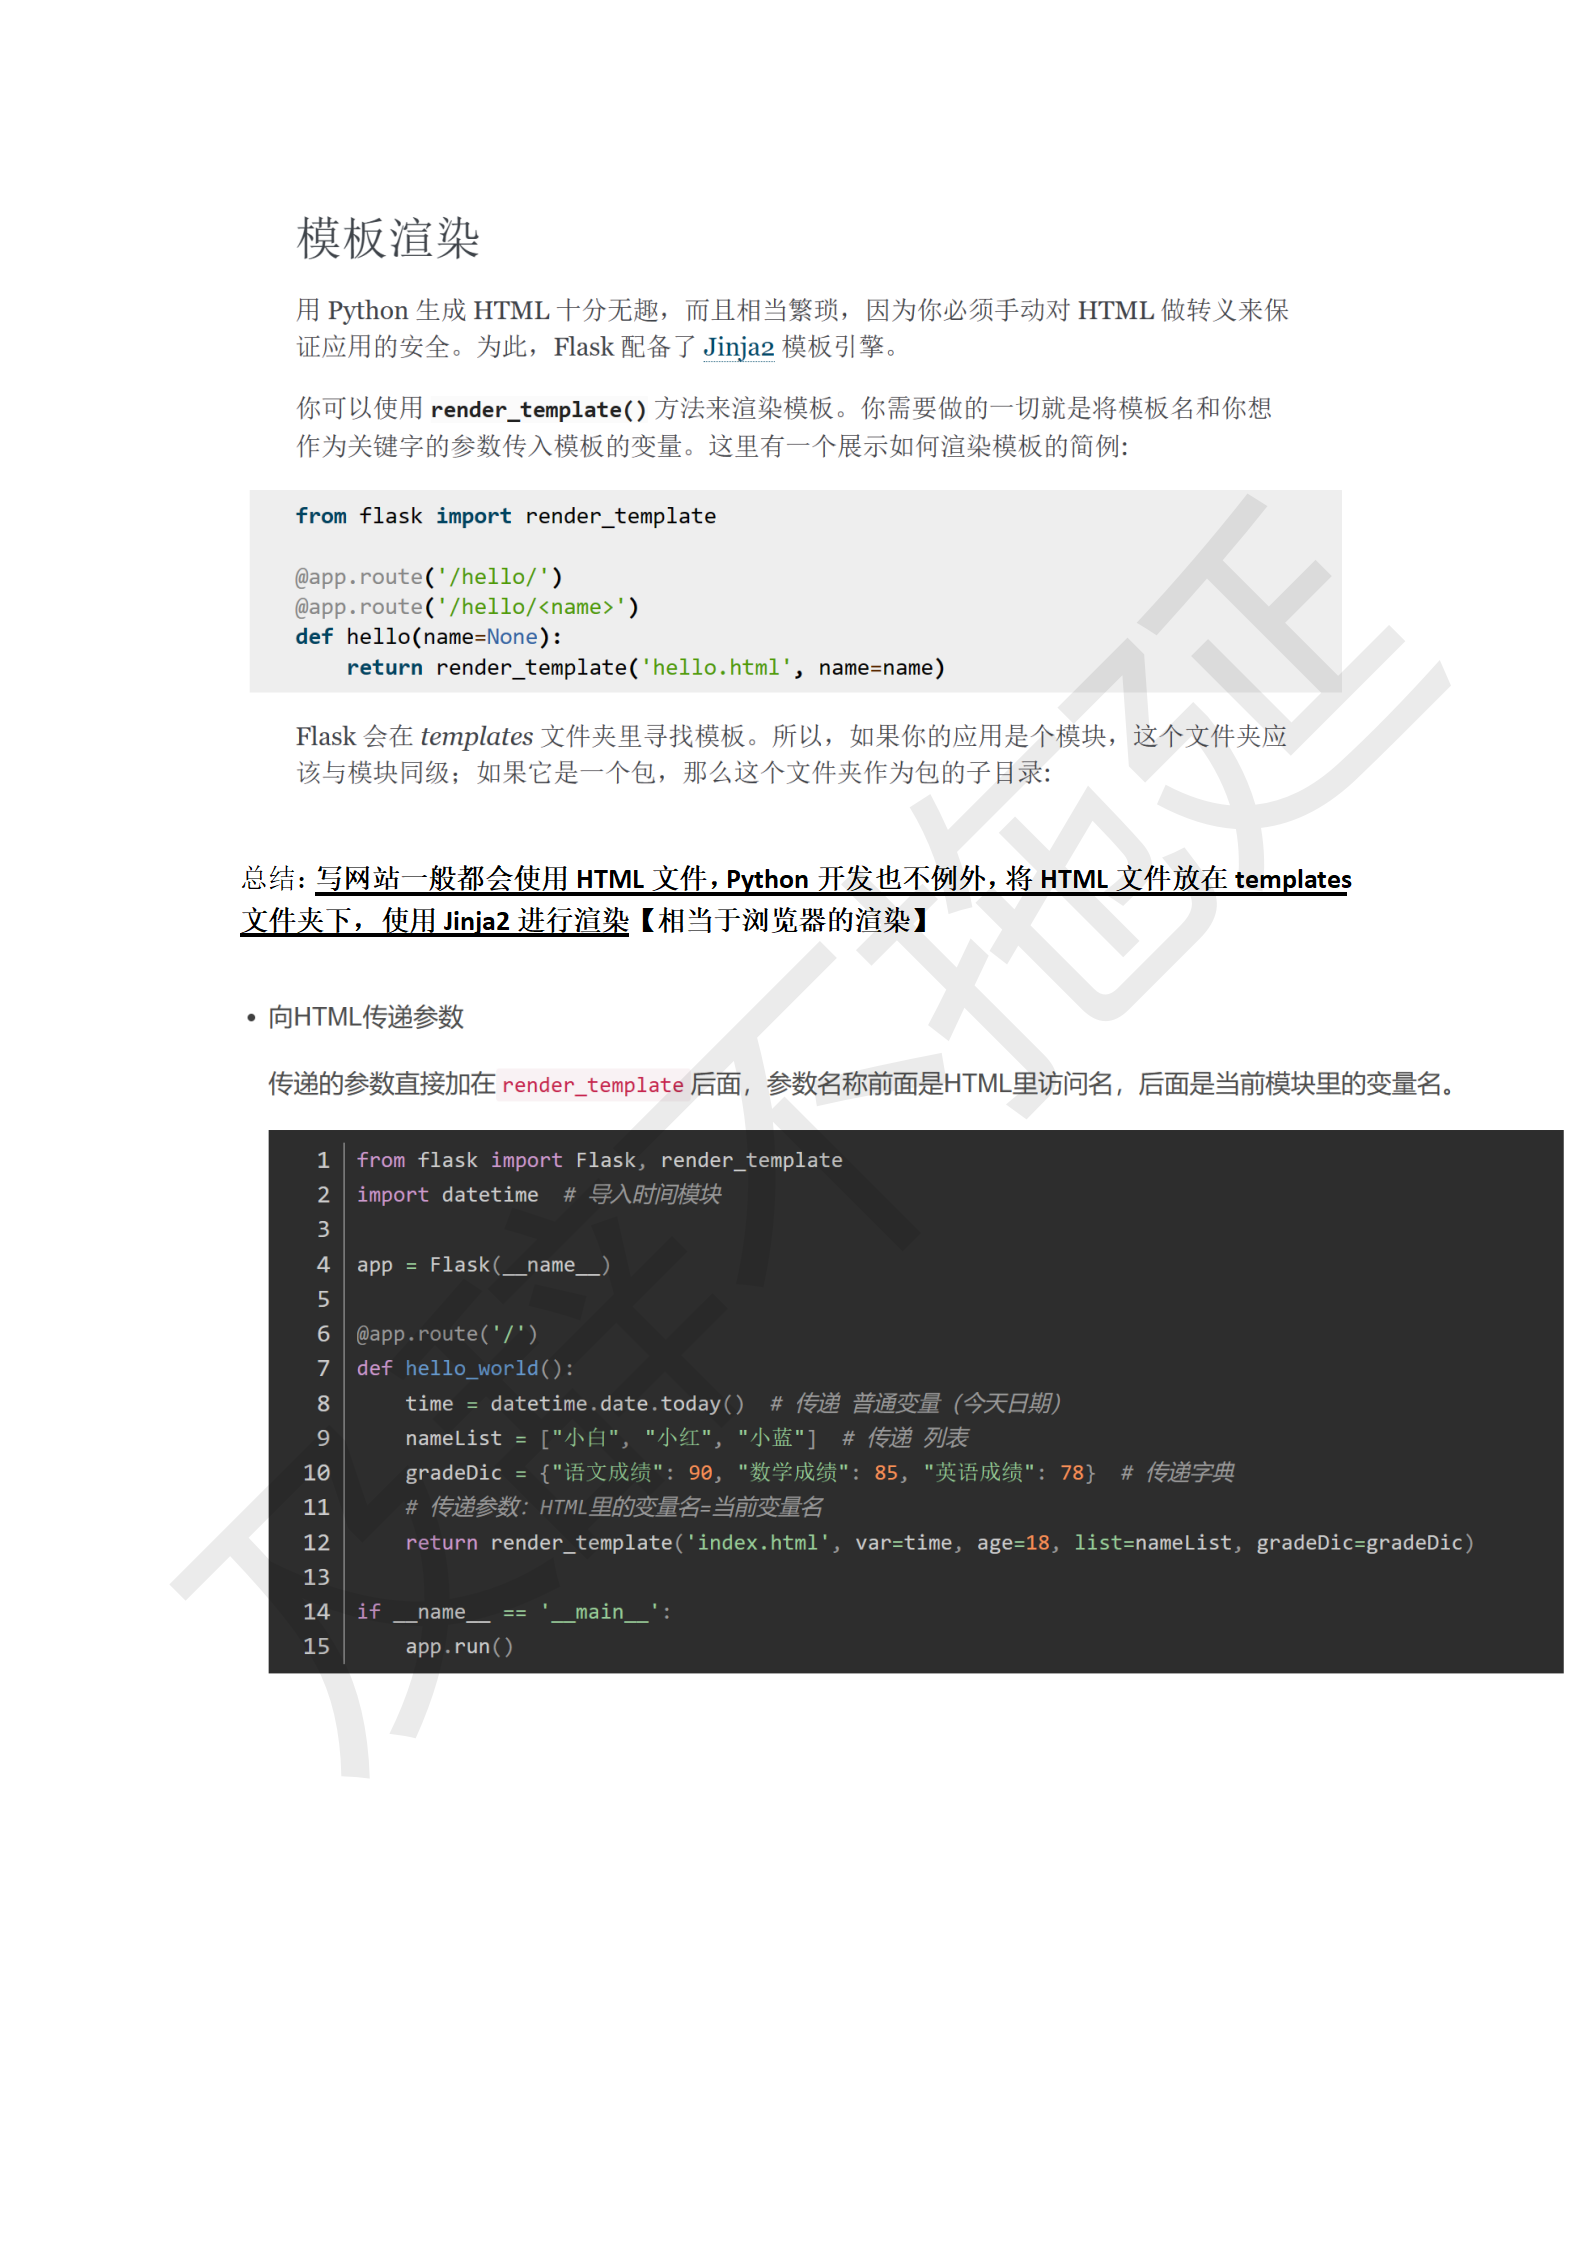 模板渲染
用 Python 生成 HTML 十分无趣，而且相当繁琐，因为你必须手动对 HTML 做转义来保
证应用的安全。为此，Flask 配备了 Jinja2 模板引擎。
你可以使用 render_template() 方法来渲染模板。你需要做的一切就是将模板名和你想
作为关键字的参数传入模板的变量。这里有一个展示如何渲染模板的简例:
from flask import render_template
@app.route('/hello/')
@app.route('/hello/<name>')
def hello(name=None):
    return render_template('hello.html', name=name)
Flask 会在 templates 文件夹里寻找模板。所以，如果你的应用是个模块，这个文件夹应
该与模块同级；如果它是一个包，那么这个文件夹作为包的子目录:
总结：写网站一般都会使用 HTML 文件，Python 开发也不例外，将 HTML 文件放在 templates
文件夹下，使用 Jinja2 进行渲染【相当于浏览器的渲染】
• 向HTML传递参数
传递的参数直接加在 render_template 后面，参数名称前面是HTML里访问名，后面是当前模块里的变量名。
1 from flask import Flask, render_template
2 import datetime  # 导入时间模块
3
4 app = Flask(__name__)
5
6 @app.route('/')
7 def hello_world():
8     time = datetime.date.today()  # 传递 普通变量 (今天日期)
9     nameList = ["小白", "小红", "小蓝"]  # 传递 列表
10     gradeDic = {"语文成绩": 90, "数学成绩": 85, "英语成绩": 78}  # 传递字典
11     # 传递参数: HTML里的变量名=当前变量名
12     return render_template('index.html', var=time, age=18, list=nameList, gradeDic=gradeDic)
13
14 if __name__ == '__main__':
15     app.run()
不拖延